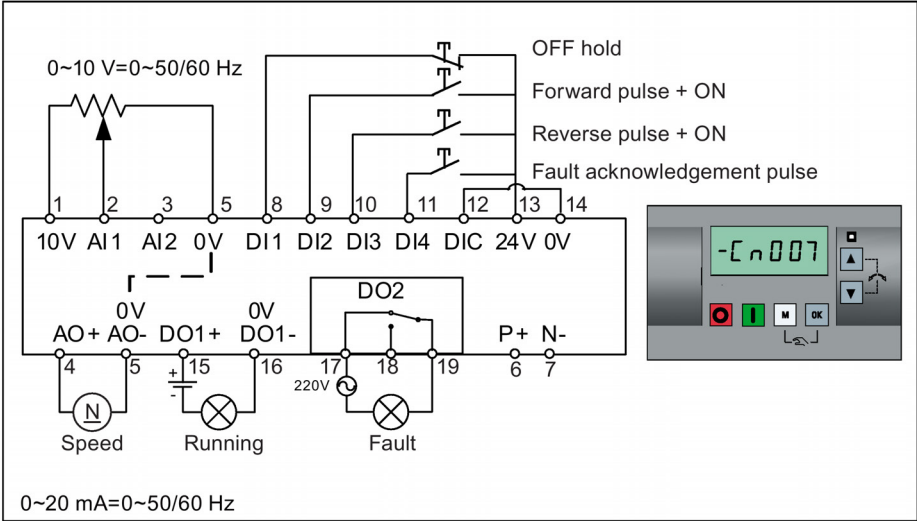 OFF hold
0~10 V=0~50/60 Hz
Forward pulse + ON
Reverse pulse + ON
Fault acknowledgement pulse
1 2 3 5 8 9 10 11 12 13 14
10V AI1 AI2 0V DI1 DI2 DI3 DI4 DIC 24V 0V
-Cn007
DO2
0V 0V
AO+ AO- DO1+ DO1- P+ N-
M OK
4 5 15 16 17 18 19 6 7
+
-
220V
N
Speed Running Fault
0~20 mA=0~50/60 Hz